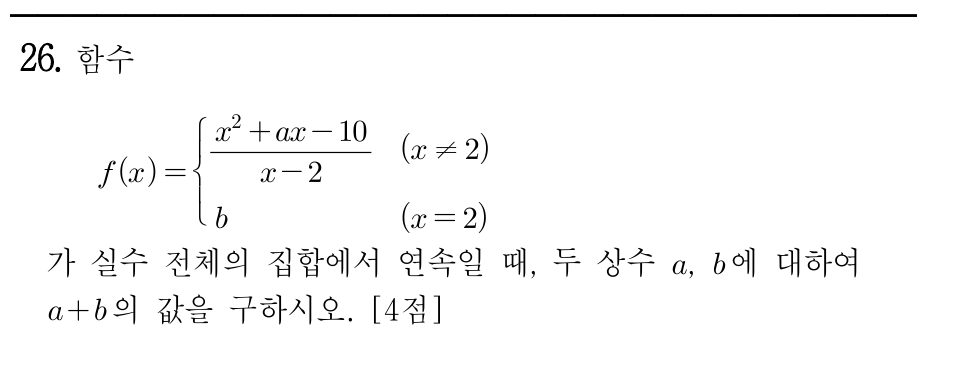 26. 함수
f(x) = { (x² + ax - 10)/(x - 2) (x ≠ 2)
b (x = 2)
가 실수 전체의 집합에서 연속일 때, 두 상수 a, b에 대하여
a+b의 값을 구하시오. [4점]